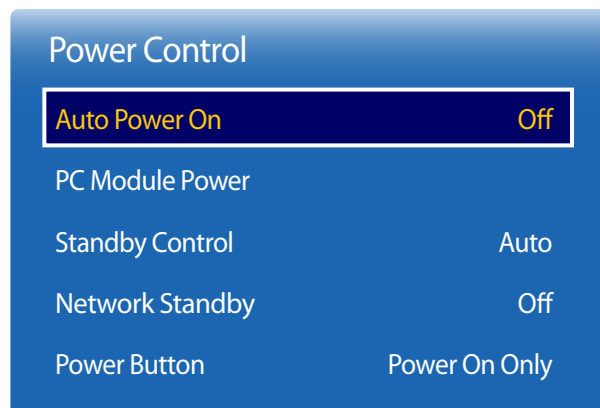 Power Control
Auto Power On Off
PC Module Power
Standby Control Auto
Network Standby Off
Power Button Power On Only